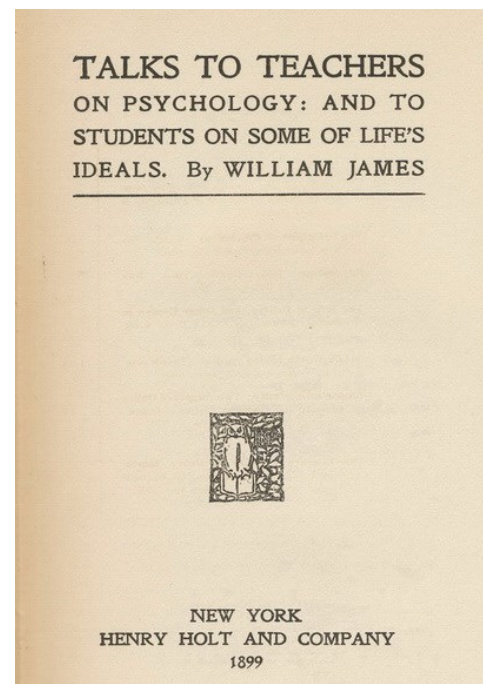 TALKS TO TEACHERS
ON PSYCHOLOGY: AND TO
STUDENTS ON SOME OF LIFE'S
IDEALS. By WILLIAM JAMES
NEW YORK
HENRY HOLT AND COMPANY
1899